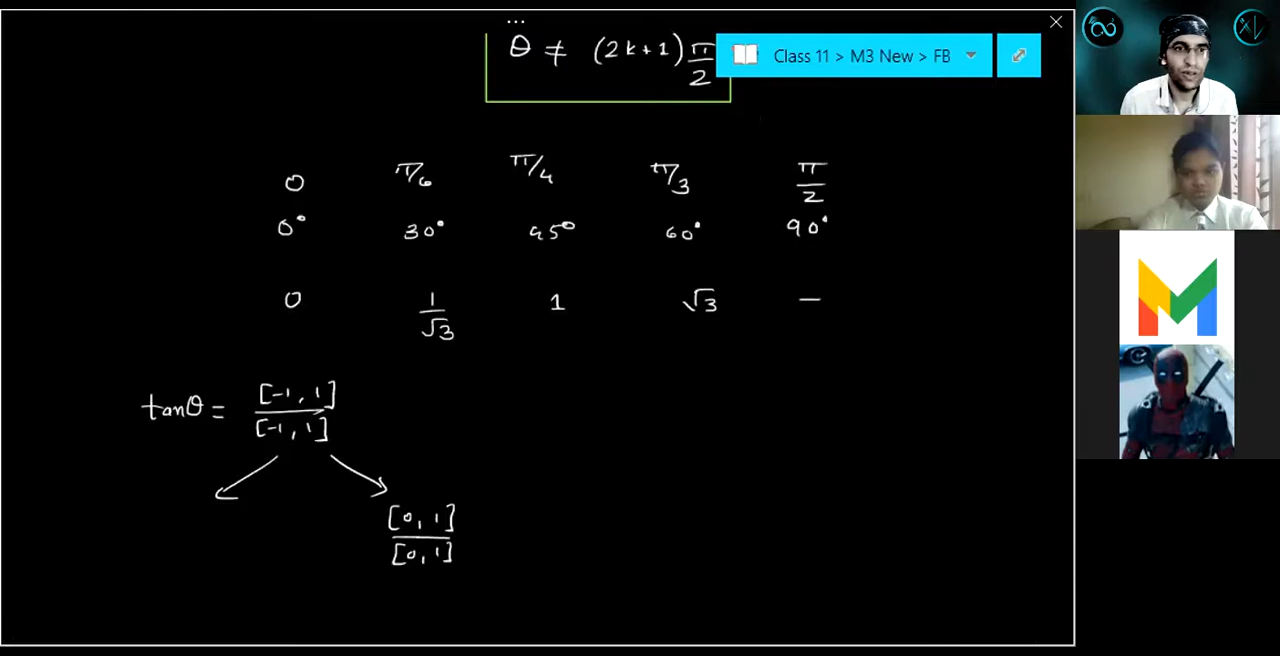 ...
θ ≠ (2k+1) π/2
Class 11 > M3 New > FB
0 π/6 π/4 π/3 π/2
0° 30° 45° 60° 90°
0 1/√3 1 √3 —
tanθ = [-1, 1] / [-1, 1]
[0, 1] / [0, 1]